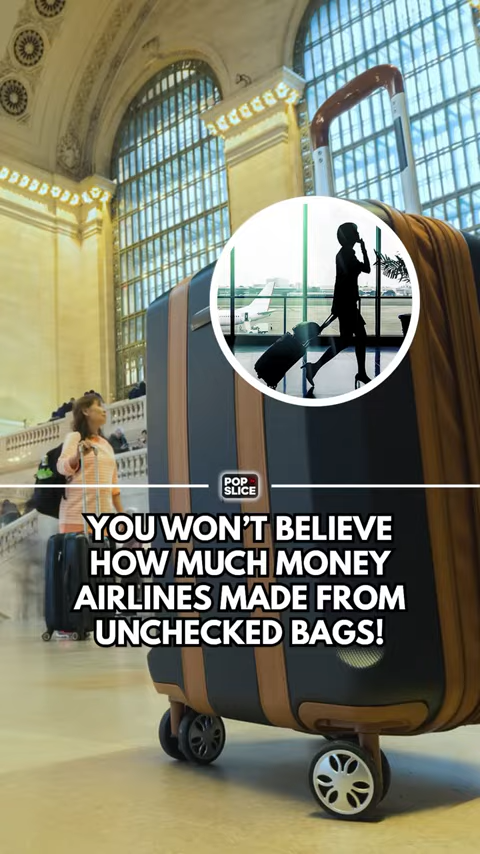 POP
SLICE
YOU WON'T BELIEVE
HOW MUCH MONEY
AIRLINES MADE FROM
UNCHECKED BAGS!